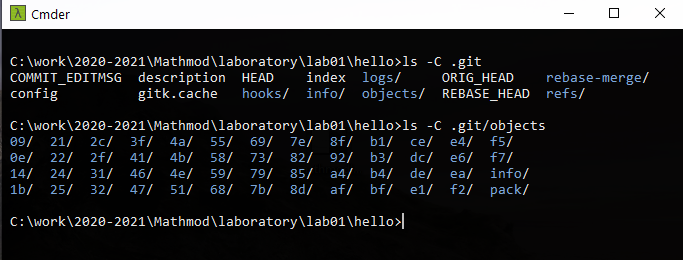 Cmder
C:\work\2020-2021\Mathmod\laboratory\lab01\hello>ls -C .git
COMMIT_EDITMSG  description  HEAD    index  logs/     ORIG_HEAD    rebase-merge/
config          gitk.cache   hooks/  info/  objects/  REBASE_HEAD  refs/
C:\work\2020-2021\Mathmod\laboratory\lab01\hello>ls -C .git/objects
09/  21/  2c/  3f/  4a/  55/  69/  7e/  8f/  b1/  ce/  e4/  f5/
0e/  22/  2f/  41/  4b/  58/  73/  82/  92/  b3/  dc/  e6/  f7/
14/  24/  31/  46/  4e/  59/  79/  85/  a4/  b4/  de/  ea/  info/
1b/  25/  32/  47/  51/  68/  7b/  8d/  af/  bf/  e1/  f2/  pack/
C:\work\2020-2021\Mathmod\laboratory\lab01\hello>